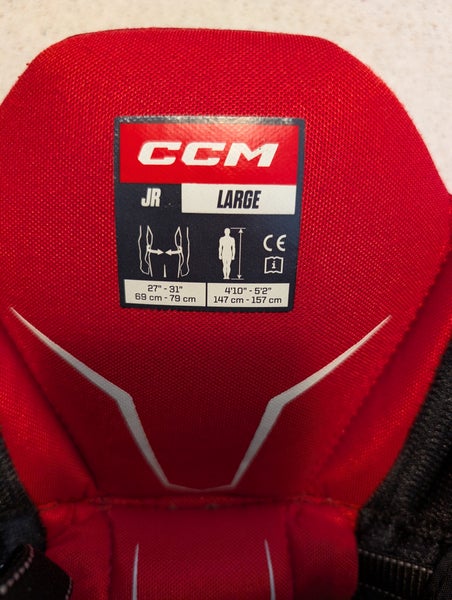 CCM
JR LARGE
CE
i
27" - 31" 4'10" - 5'2"
69 cm - 79 cm 147 cm - 157 cm